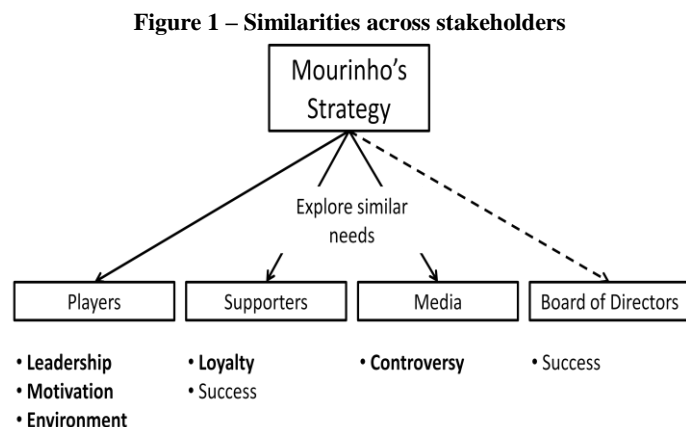 Figure 1 – Similarities across stakeholders
Mourinho's
Strategy
Explore similar
needs
Players
Supporters
Media
Board of Directors
• Leadership
• Motivation
• Environment
• Loyalty
• Success
• Controversy
• Success